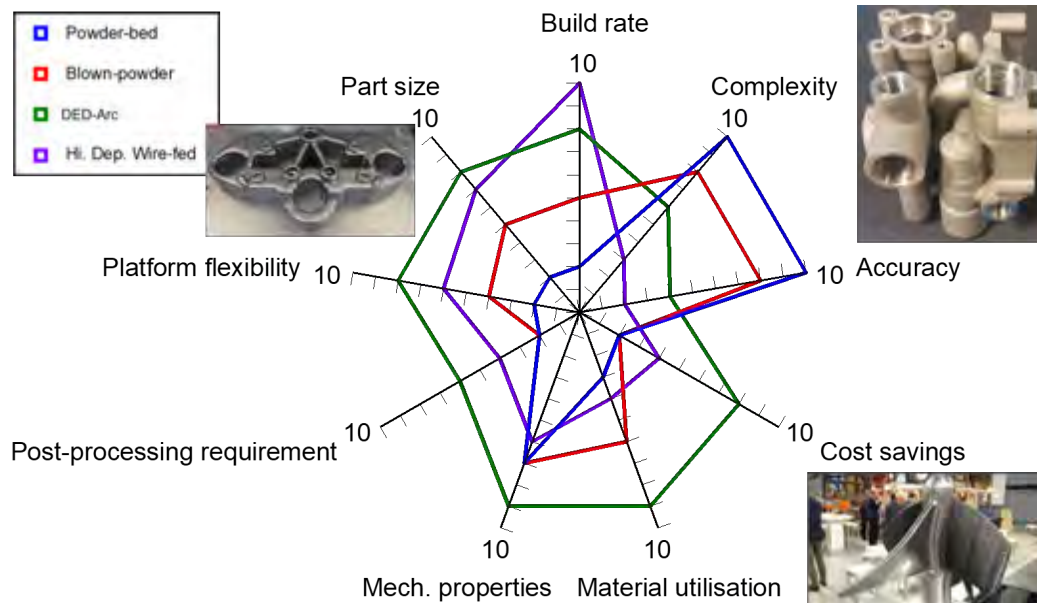 Powder-bed
Blown-powder
DED-Arc
Hi. Dep. Wire-fed
Build rate
10
Part size
10
Complexity
10
Platform flexibility
10
10
Accuracy
Post-processing requirement
10
10
Cost savings
10
10
Mech. properties
Material utilisation